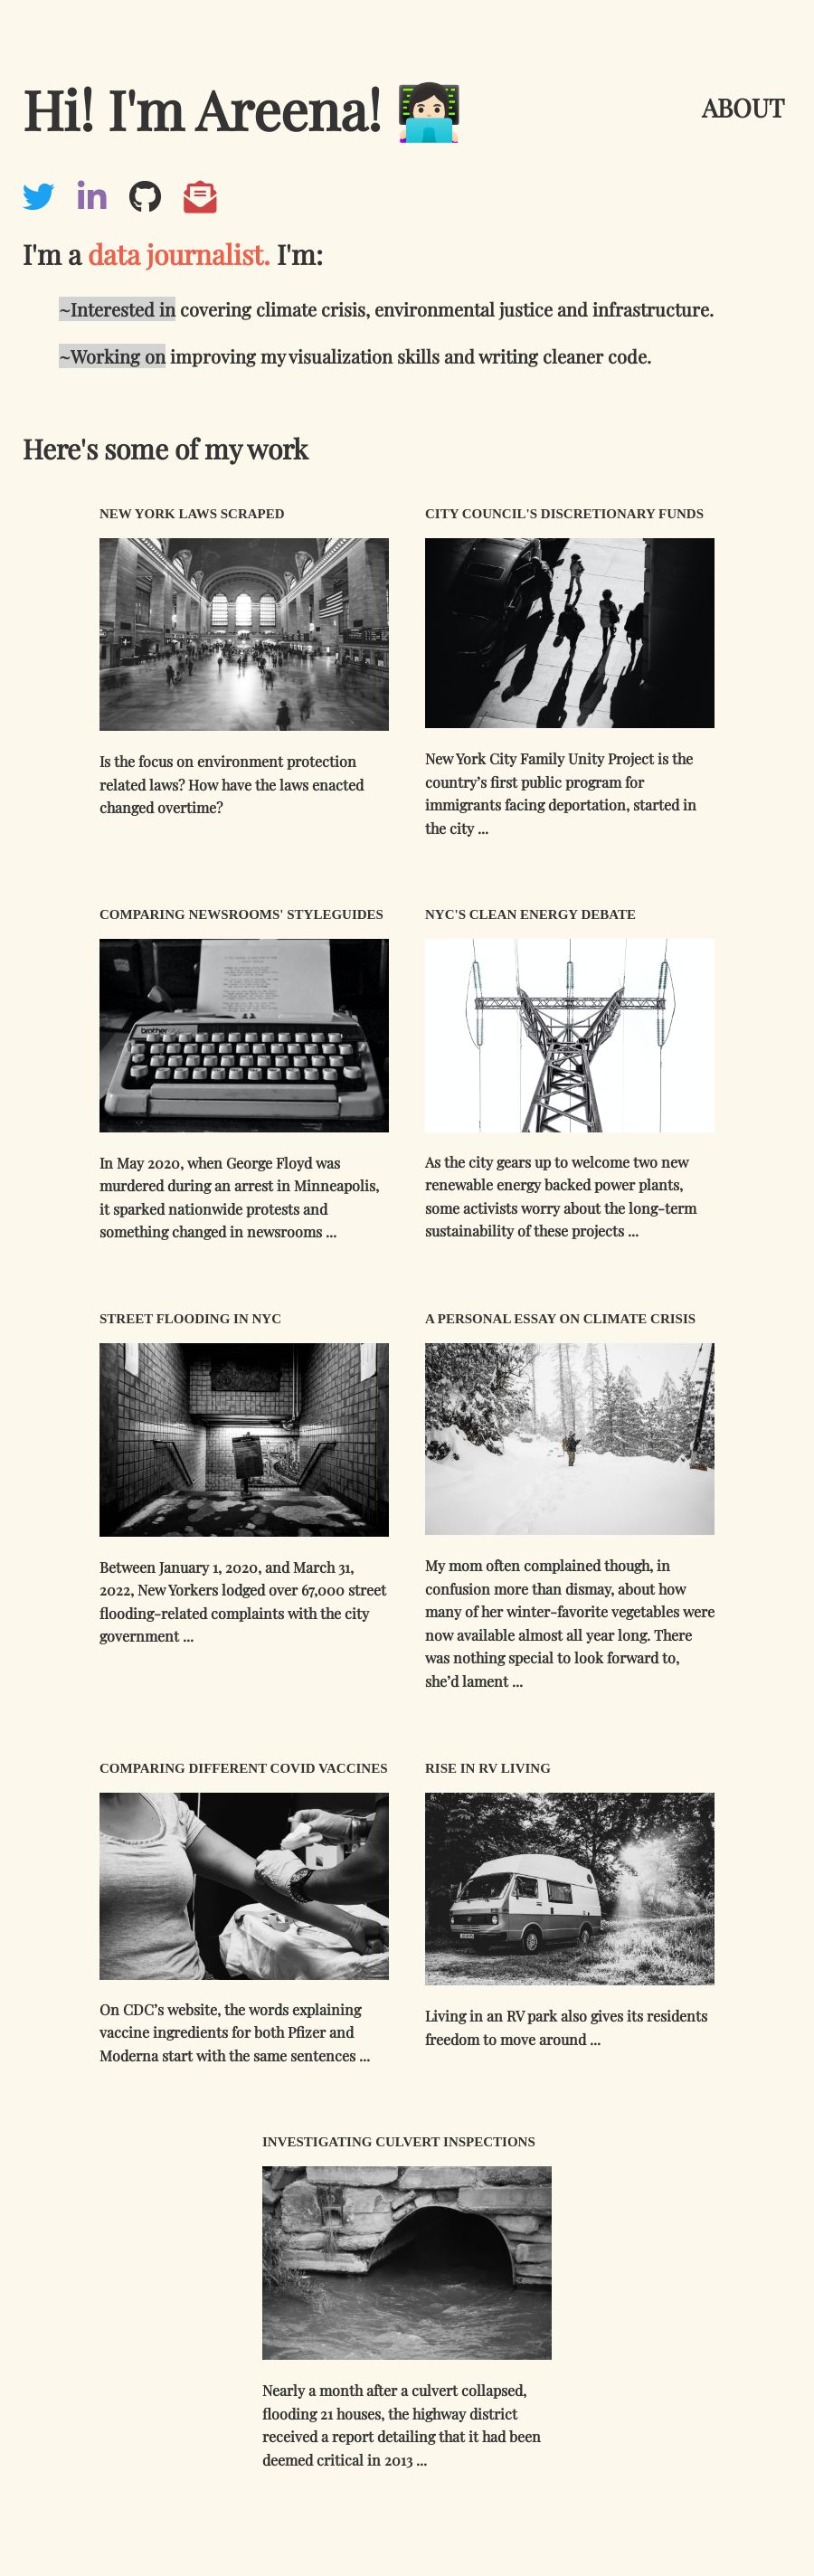 Hi! I'm Areena!
ABOUT
I'm a data journalist. I'm:
~Interested in covering climate crisis, environmental justice and infrastructure.
~Working on improving my visualization skills and writing cleaner code.
Here's some of my work
NEW YORK LAWS SCRAPED
Is the focus on environment protection
related laws? How have the laws enacted
changed overtime?
CITY COUNCIL'S DISCRETIONARY FUNDS
New York City Family Unity Project is the
country’s first public program for
immigrants facing deportation, started in
the city ...
COMPARING NEWSROOMS' STYLEGUIDES
brother
In May 2020, when George Floyd was
murdered during an arrest in Minneapolis,
it sparked nationwide protests and
something changed in newsrooms ...
NYC'S CLEAN ENERGY DEBATE
As the city gears up to welcome two new
renewable energy backed power plants,
some activists worry about the long-term
sustainability of these projects ...
STREET FLOODING IN NYC
Between January 1, 2020, and March 31,
2022, New Yorkers lodged over 67,000 street
flooding-related complaints with the city
government ...
A PERSONAL ESSAY ON CLIMATE CRISIS
My mom often complained though, in
confusion more than dismay, about how
many of her winter-favorite vegetables were
now available almost all year long. There
was nothing special to look forward to,
she’d lament ...
COMPARING DIFFERENT COVID VACCINES
On CDC’s website, the words explaining
vaccine ingredients for both Pfizer and
Moderna start with the same sentences ...
RISE IN RV LIVING
Living in an RV park also gives its residents
freedom to move around ...
INVESTIGATING CULVERT INSPECTIONS
Nearly a month after a culvert collapsed,
flooding 21 houses, the highway district
received a report detailing that it had been
deemed critical in 2013 ...